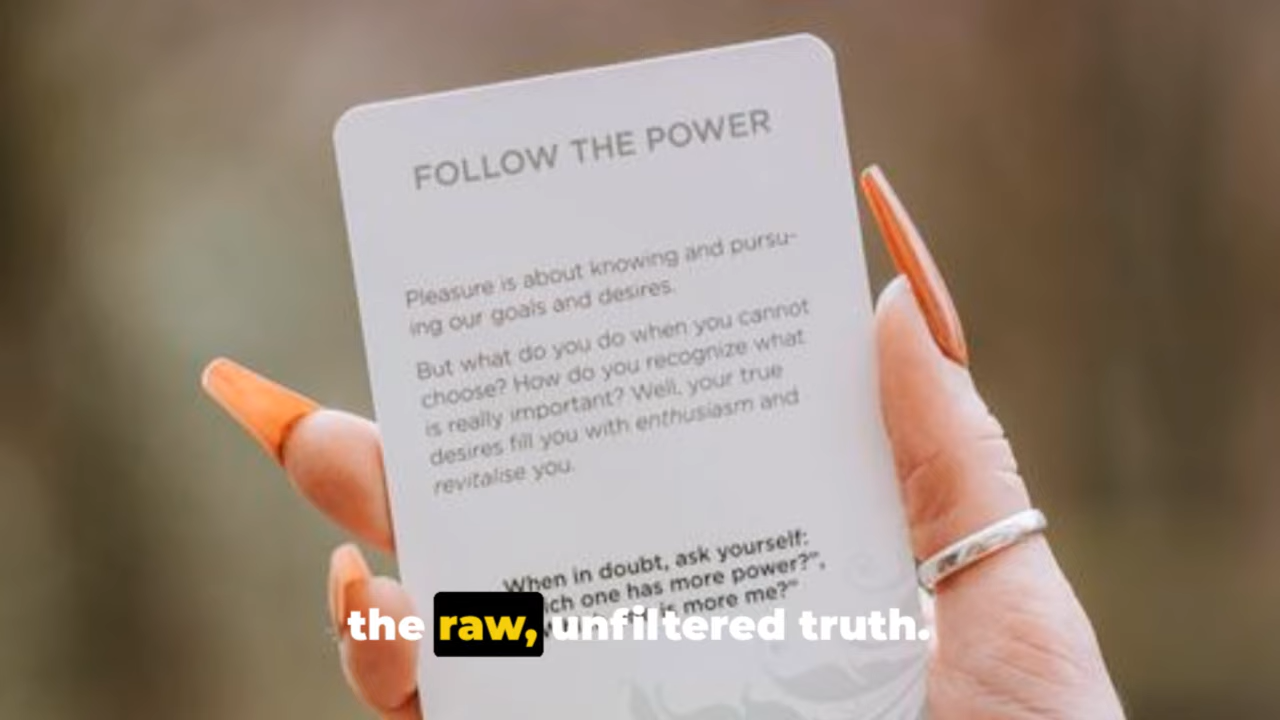 FOLLOW THE POWER
Pleasure is about knowing and pursu-
ing our goals and desires.
But what do you do when you cannot
choose? How do you recognize what
is really important? Well, your true
desires fill you with enthusiasm and
revitalise you.
When in doubt, ask yourself:
one has more power?",
is more me?"
the raw, unfiltered truth.